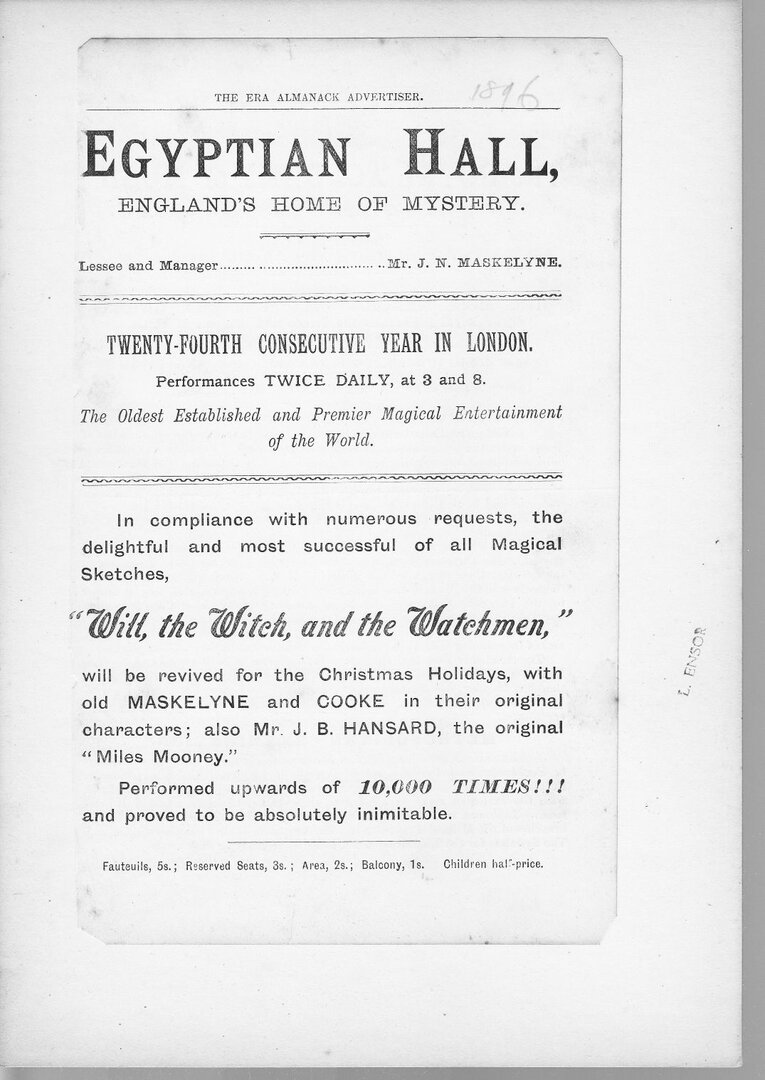 THE ERA ALMANACK ADVERTISER.
1896
EGYPTIAN HALL,
ENGLAND'S HOME OF MYSTERY.
Lessee and Manager.......................................Mr. J. N. MASKELYNE.
TWENTY-FOURTH CONSECUTIVE YEAR IN LONDON.
Performances TWICE DAILY, at 3 and 8.
The Oldest Established and Premier Magical Entertainment
of the World.
In compliance with numerous requests, the
delightful and most successful of all Magical
Sketches,
"Will, the Witch, and the Watchmen,"
will be revived for the Christmas Holidays, with
old MASKELYNE and COOKE in their original
characters; also Mr. J. B. HANSARD, the original
"Miles Mooney."
Performed upwards of 10,000 TIMES!!!
and proved to be absolutely inimitable.
Fauteuils, 5s.; Reserved Seats, 3s.; Area, 2s.; Balcony, 1s. Children half-price.
L. ENSOR